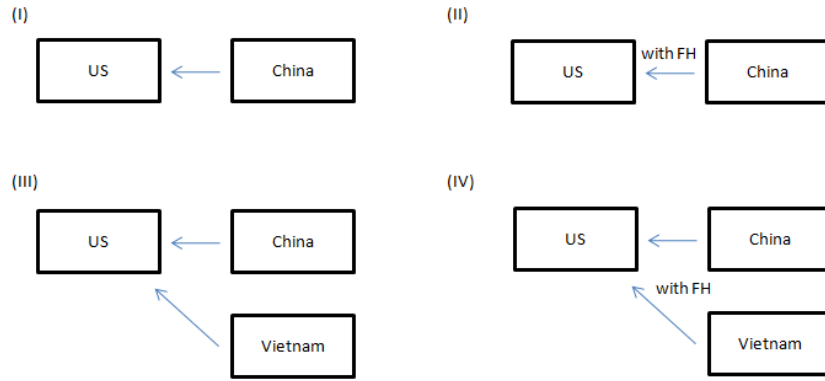 (I)
US
China
(II)
US
with FH
China
(III)
US
China
Vietnam
(IV)
US
China
with FH
Vietnam